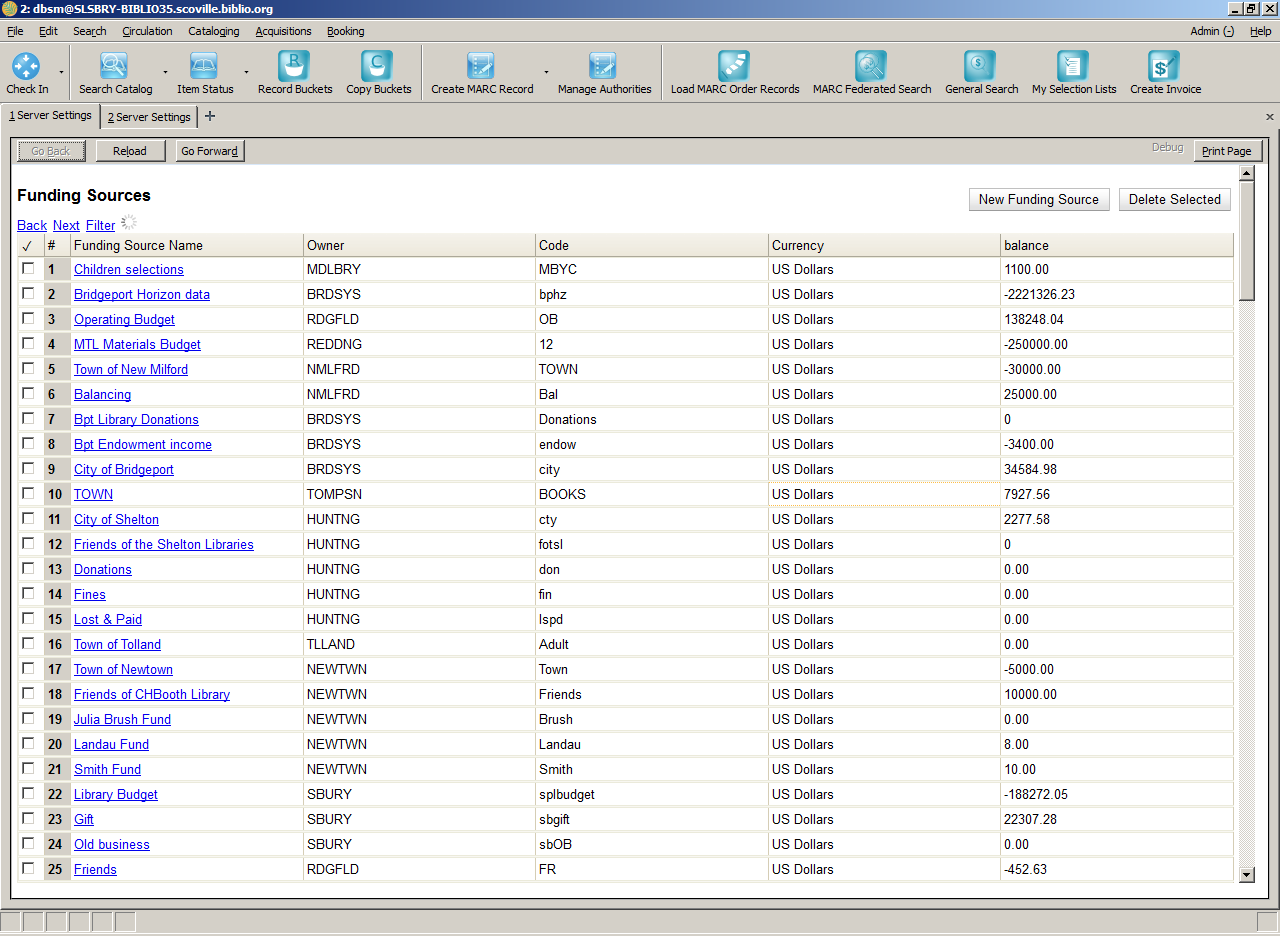 2: dbsm@SLSBRY-BIBLIO35.scoville.biblio.org
File Edit Search Circulation Cataloging Acquisitions Booking Admin (-) Help
Check In Search Catalog Item Status Record Buckets Copy Buckets Create MARC Record Manage Authorities Load MARC Order Records MARC Federated Search General Search My Selection Lists Create Invoice
1 Server Settings 2 Server Settings
Go Back Reload Go Forward Debug Print Page
Funding Sources New Funding Source Delete Selected
Back Next Filter
✓ # Funding Source Name Owner Code Currency balance
1 Children selections MDLBRY MBYC US Dollars 1100.00
2 Bridgeport Horizon data BRDSYS bphz US Dollars -2221326.23
3 Operating Budget RDGFLD OB US Dollars 138248.04
4 MTL Materials Budget REDDNG 12 US Dollars -250000.00
5 Town of New Milford NMLFRD TOWN US Dollars -30000.00
6 Balancing NMLFRD Bal US Dollars 25000.00
7 Bpt Library Donations BRDSYS Donations US Dollars 0
8 Bpt Endowment income BRDSYS endow US Dollars -3400.00
9 City of Bridgeport BRDSYS city US Dollars 34584.98
10 TOWN TOMPSN BOOKS US Dollars 7927.56
11 City of Shelton HUNTNG cty US Dollars 2277.58
12 Friends of the Shelton Libraries HUNTNG fotsl US Dollars 0
13 Donations HUNTNG don US Dollars 0.00
14 Fines HUNTNG fin US Dollars 0.00
15 Lost & Paid HUNTNG lspd US Dollars 0.00
16 Town of Tolland TLLAND Adult US Dollars 0.00
17 Town of Newtown NEWTWN Town US Dollars -5000.00
18 Friends of CHBooth Library NEWTWN Friends US Dollars 10000.00
19 Julia Brush Fund NEWTWN Brush US Dollars 0.00
20 Landau Fund NEWTWN Landau US Dollars 8.00
21 Smith Fund NEWTWN Smith US Dollars 10.00
22 Library Budget SBURY splbudget US Dollars -188272.05
23 Gift SBURY sbgift US Dollars 22307.28
24 Old business SBURY sbOB US Dollars 0.00
25 Friends RDGFLD FR US Dollars -452.63